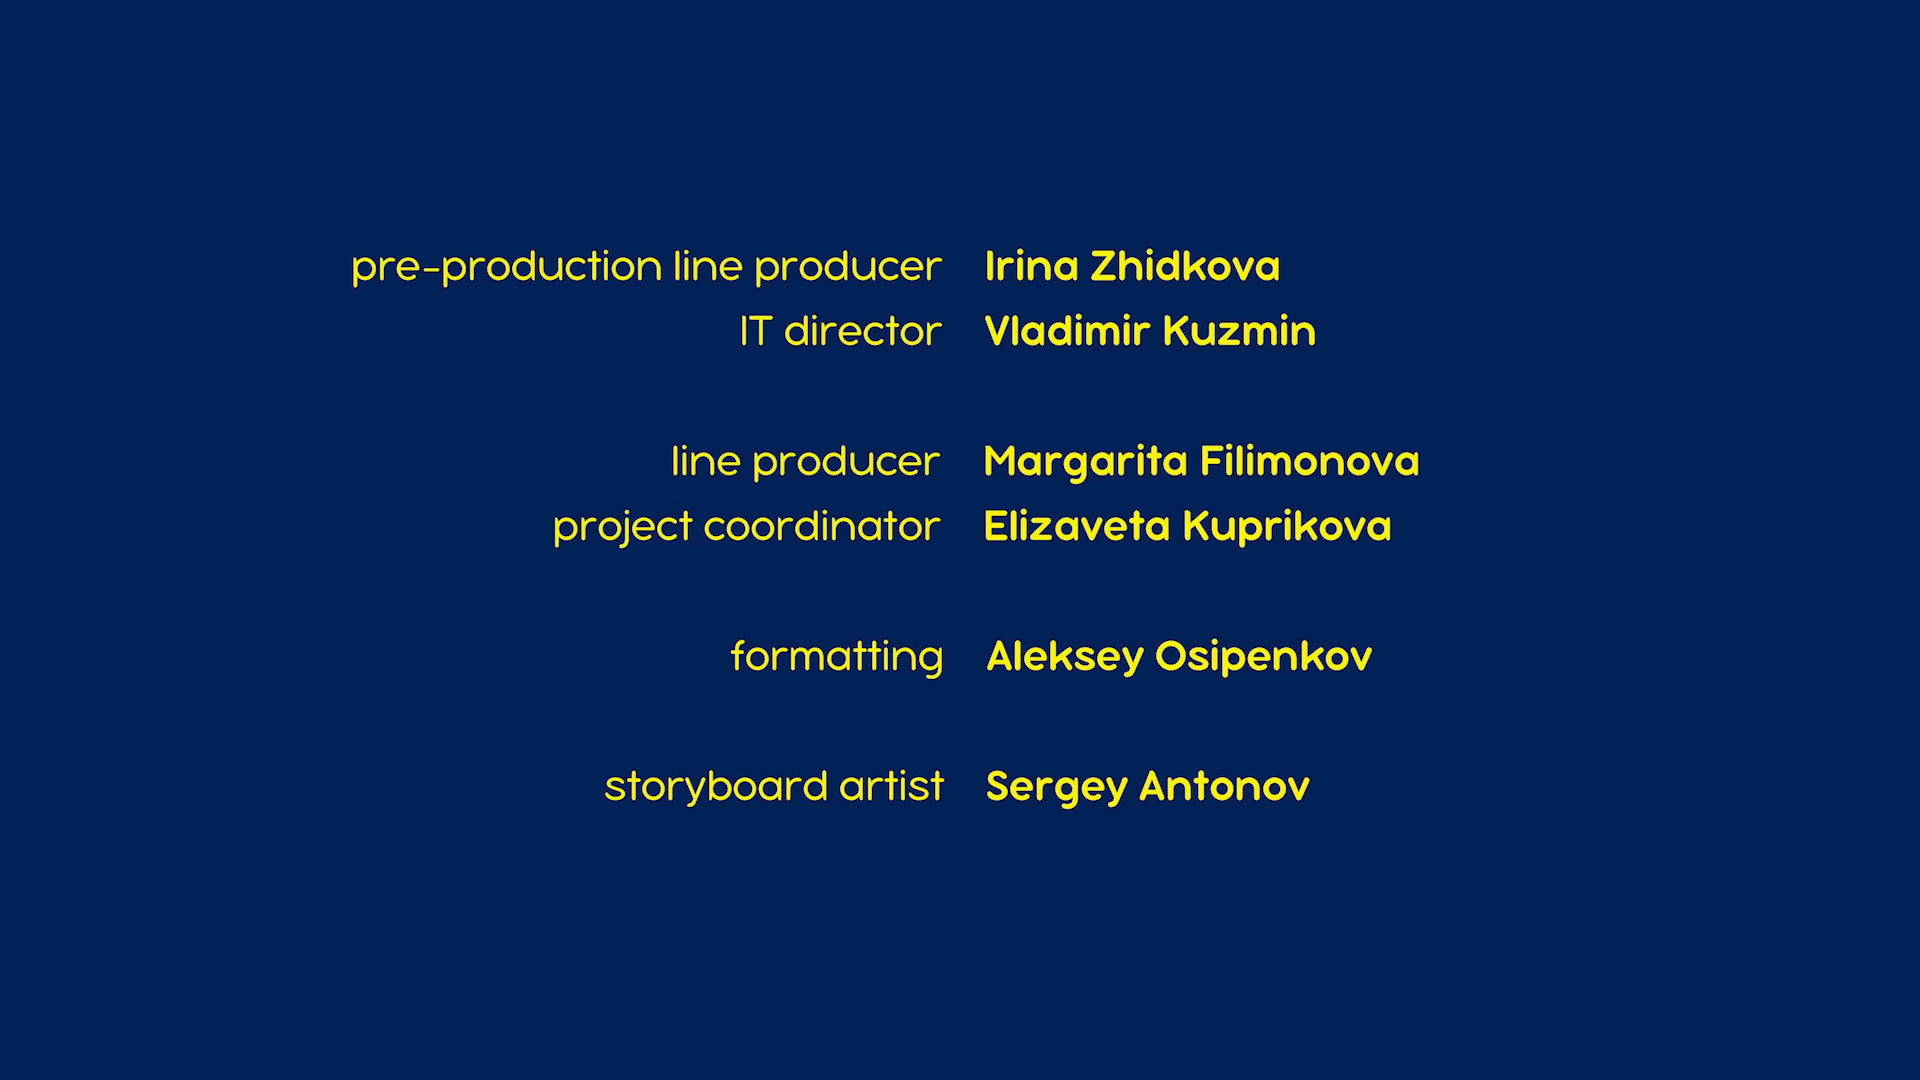 pre-production line producer Irina Zhidkova
IT director Vladimir Kuzmin
line producer Margarita Filimonova
project coordinator Elizaveta Kuprikova
formatting Aleksey Osipenkov
storyboard artist Sergey Antonov